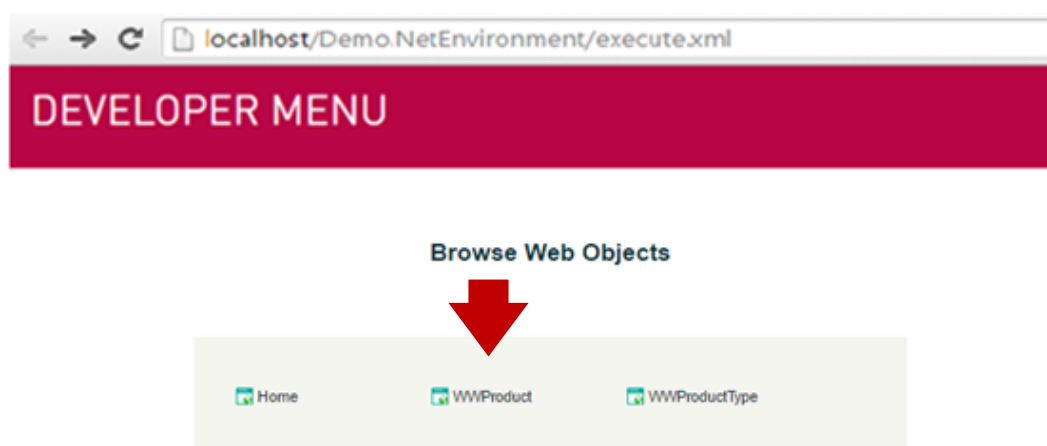 localhost/Demo.NetEnvironment/execute.xml
DEVELOPER MENU
Browse Web Objects
Home WWProduct WWProductType